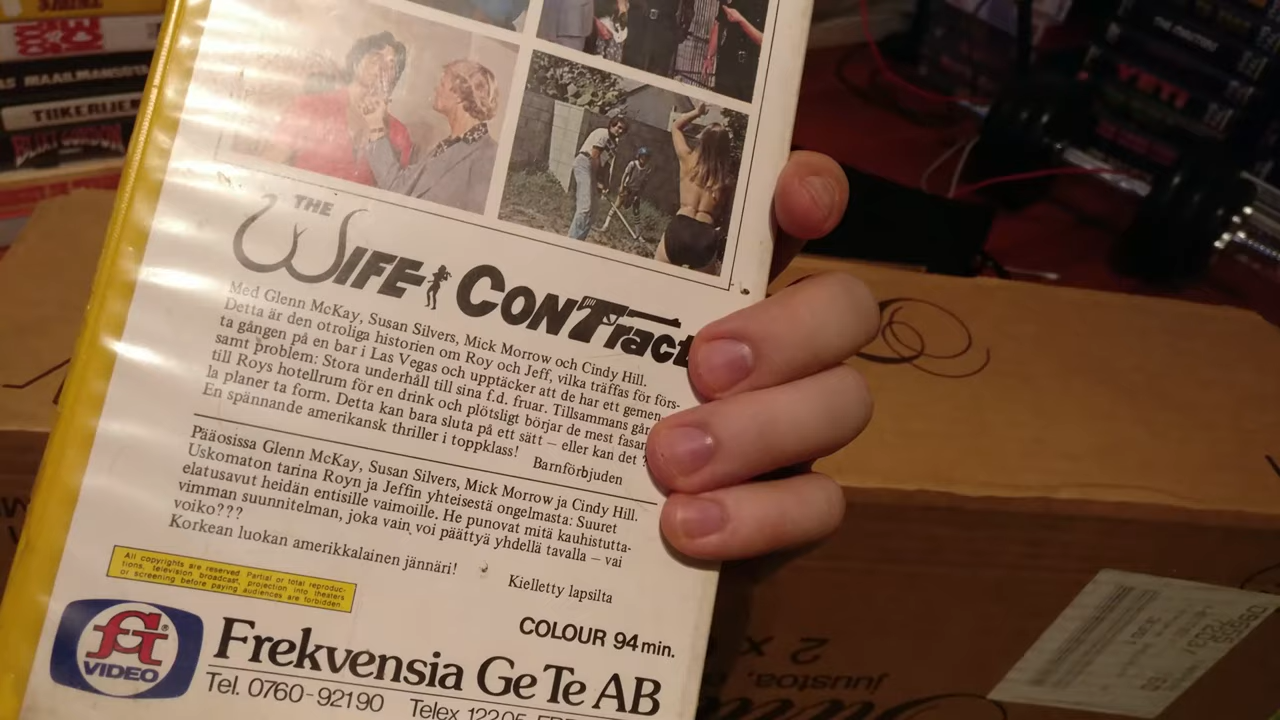 AS MAAILMANSO
TIIKERIJE
YETI
THE
WIFE CONTract
Med Glenn McKay, Susan Silvers, Mick Morrow och Cindy Hill.
Detta är den otroliga historien om Roy och Jeff, vilka träffas för förs-
ta gången på en bar i Las Vegas och upptäcker att de har ett gemen-
samt problem: Stora underhåll till sina f.d. fruar. Tillsammans går
till Roys hotellrum för en drink och plötsligt börjar de mest fasan
la planer ta form. Detta kan bara sluta på ett sätt – eller kan det ?
En spännande amerikansk thriller i toppklass!
Barnförbjuden
Pääosissa Glenn McKay, Susan Silvers, Mick Morrow ja Cindy Hill.
Uskomaton tarina Royn ja Jeffin yhteisestä ongelmasta: Suuret
elatusavut heidän entisille vaimoille. He punovat mitä kauhistutta-
vimman suunnitelman, joka vain voi päättyä yhdellä tavalla – vai
voiko???
Korkean luokan amerikkalainen jännäri!
Kielletty lapsilta
All copyrights are reserved. Partial or total reproduc-
tions, television broadcast, projection into theaters
or screening before paying audiences are forbidden.
COLOUR 94 min.
VIDEO
Frekvensia GeTe AB
Tel. 0760-92190 Telex 12205
2 x
juustoa